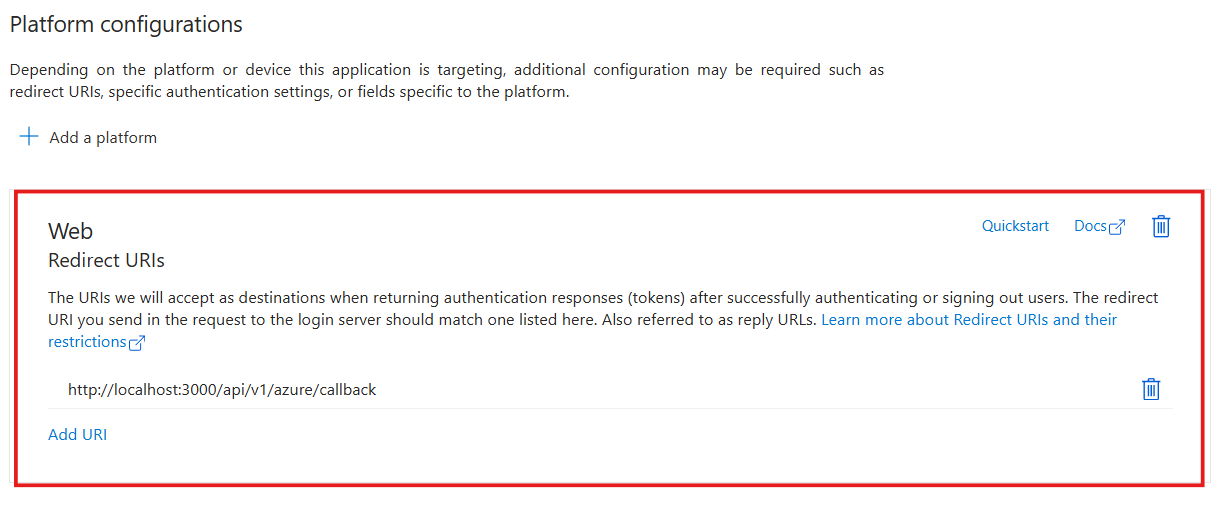 Platform configurations
Depending on the platform or device this application is targeting, additional configuration may be required such as
redirect URIs, specific authentication settings, or fields specific to the platform.
Add a platform
Web
Quickstart
Docs
Redirect URIs
The URIs we will accept as destinations when returning authentication responses (tokens) after successfully authenticating or signing out users. The redirect
URI you send in the request to the login server should match one listed here. Also referred to as reply URLs. Learn more about Redirect URIs and their
restrictions
http://localhost:3000/api/v1/azure/callback
Add URI